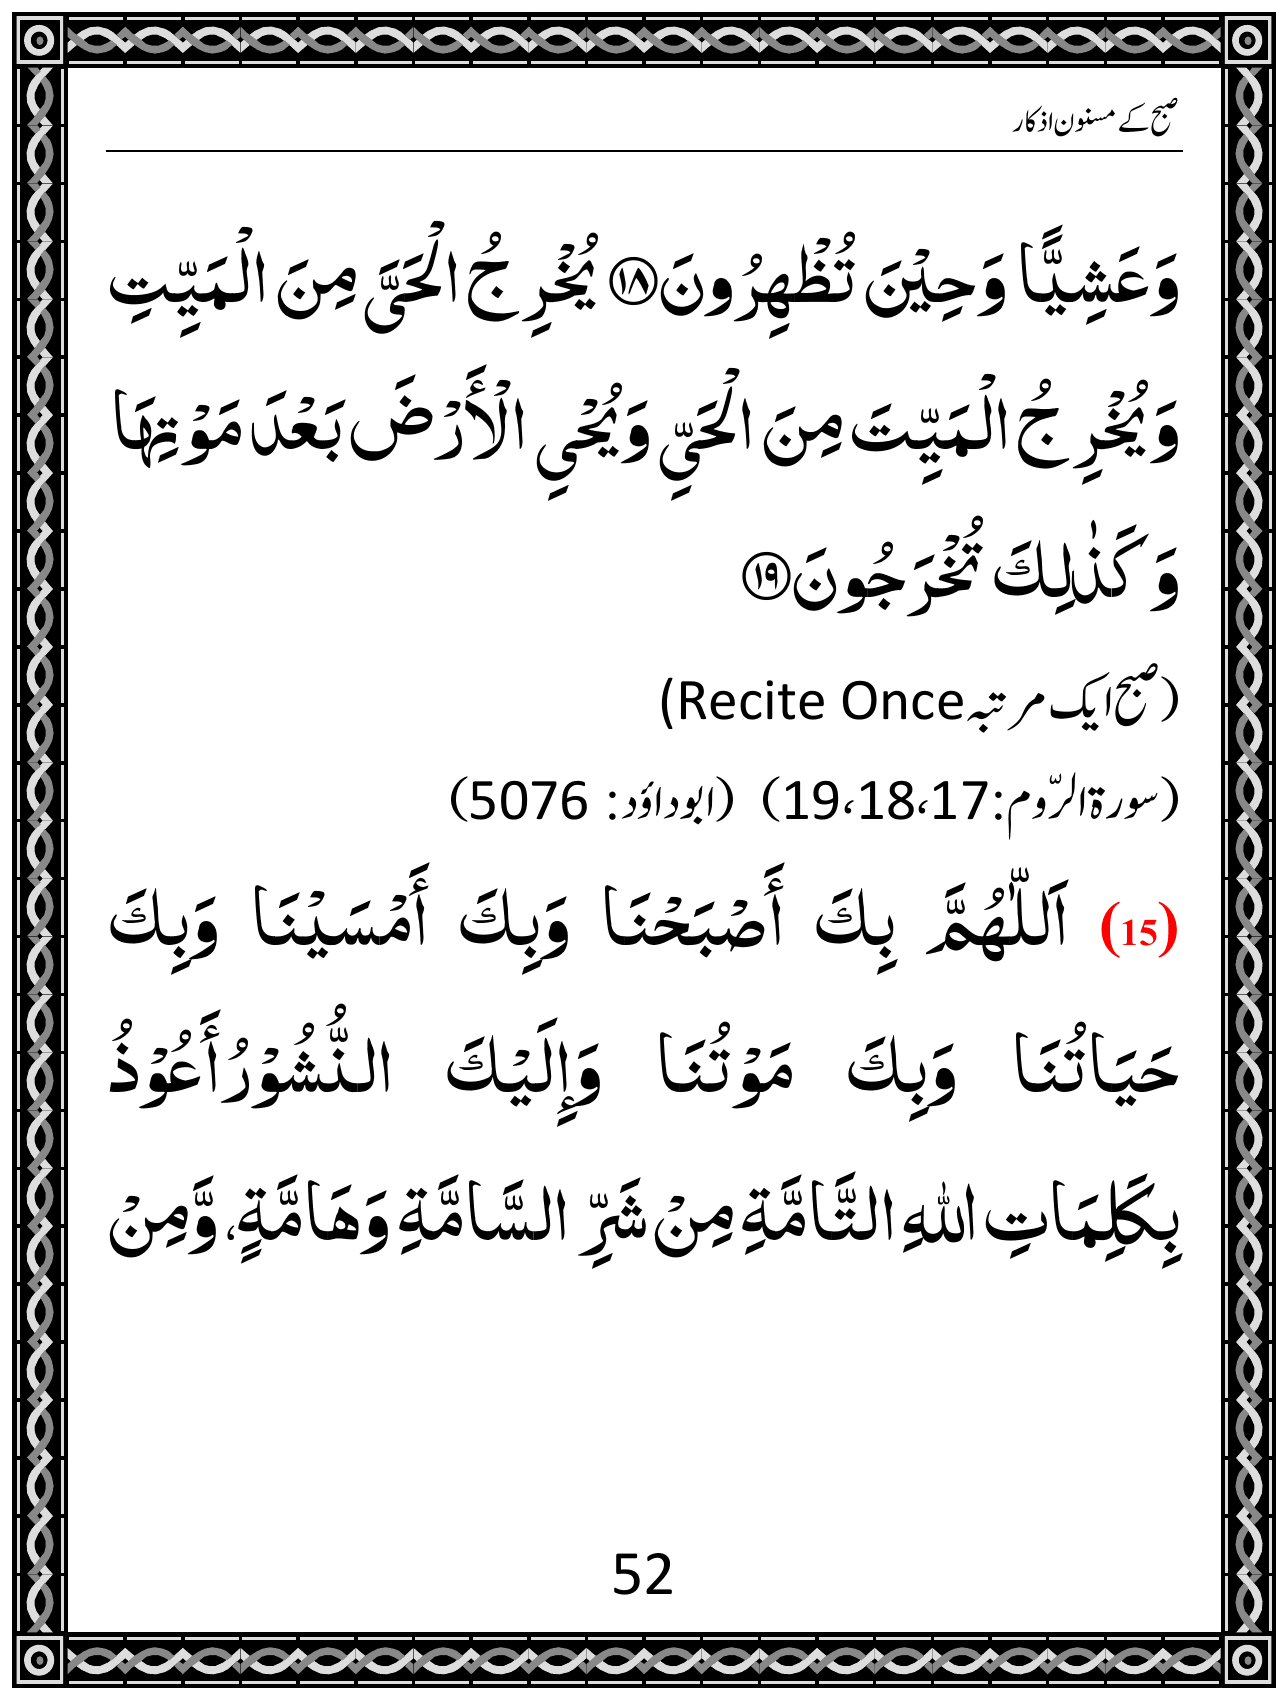 صبح کے مسنون اذکار
وَعَشِيًّا وَحِيْنَ تُظْهِرُونَ۝١٨ يُخْرِجُ الْحَيَّ مِنَ الْمَيِّتِ
وَيُخْرِجُ الْمَيِّتَ مِنَ الْحَيِّ وَيُحْيِ الْأَرْضَ بَعْدَ مَوْتِهَا
وَكَذٰلِكَ تُخْرَجُونَ۝١٩
(صبح ایک مرتبہ Recite Once)
(سورۃ الرّوم:19،18،17) (ابوداؤد: 5076)
(15) اَللّٰهُمَّ بِكَ أَصْبَحْنَا وَبِكَ أَمْسَيْنَا وَبِكَ
حَيَاتُنَا وَبِكَ مَوْتُنَا وَإِلَيْكَ النُّشُوْرُ أَعُوْذُ
بِكَلِمَاتِ اللهِ التَّامَّةِ مِنْ شَرِّ السَّامَّةِ وَهَامَّةٍ، وَّمِنْ
52